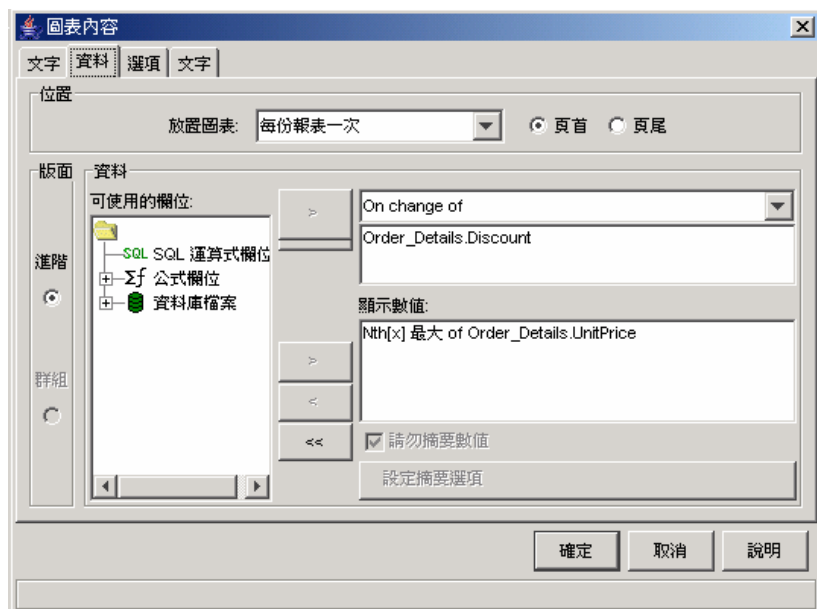 圖表內容
文字 資料 選項 文字
位置
放置圖表: 每份報表一次 頁首 頁尾
版面 資料
可使用的欄位:
> On change of
Order_Details.Discount
SQL SQL 運算式欄位
Σf 公式欄位
資料庫檔案
進階
群組
顯示數值:
Nth[x] 最大 of Order_Details.UnitPrice
>
<
<<
請勿摘要數值
設定摘要選項
確定 取消 說明